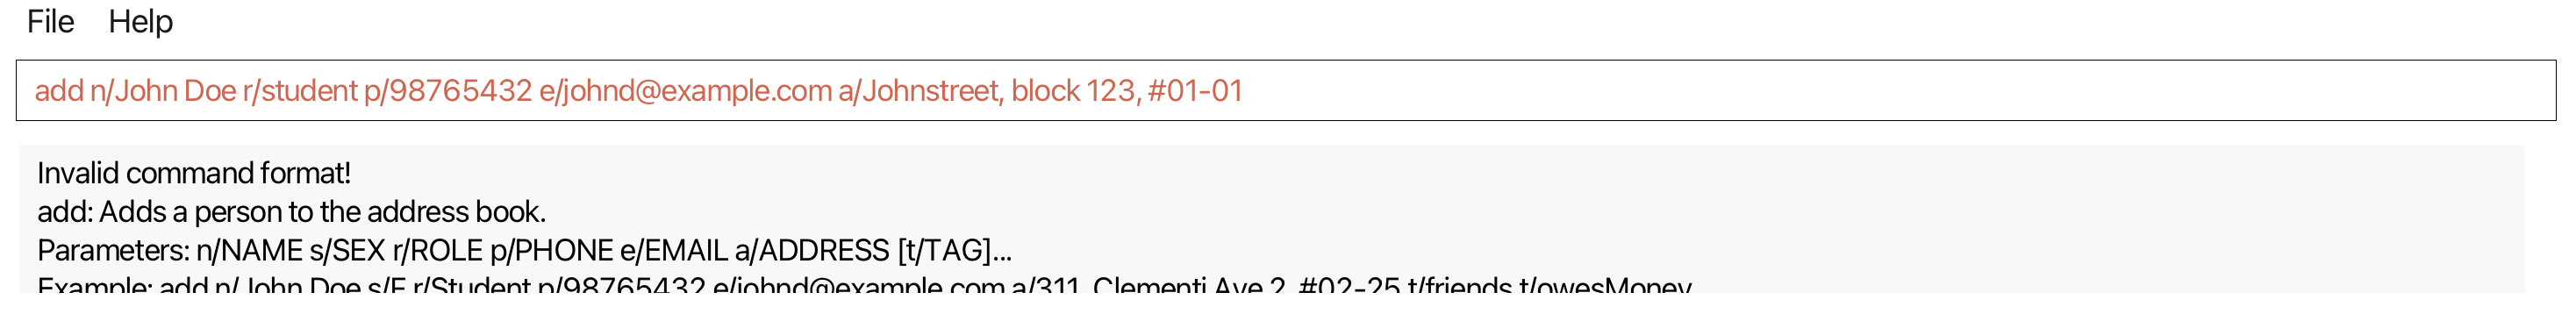 File Help
add n/John Doe r/student p/98765432 e/johnd@example.com a/Johnstreet, block 123, #01-01
Invalid command format!
add: Adds a person to the address book.
Parameters: n/NAME s/SEX r/ROLE p/PHONE e/EMAIL a/ADDRESS [t/TAG]...
Example: add n/John Doe s/F r/Student p/98765432 e/johnd@example.com a/311, Clementi Ave 2, #02-25 t/friends t/owesMoney